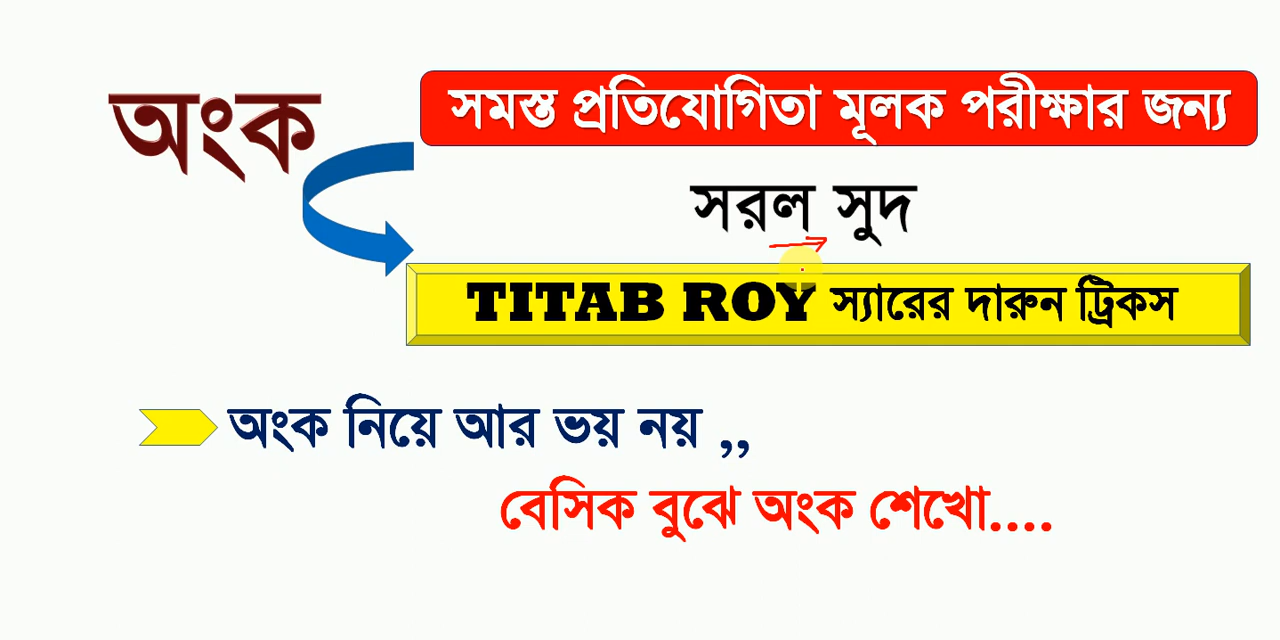 অংক
সমস্ত প্রতিযোগিতা মূলক পরীক্ষার জন্য
সরল সুদ
TITAB ROY স্যারের দারুন ট্রিকস
অংক নিয়ে আর ভয় নয় ,,
বেসিক বুঝে অংক শেখো....